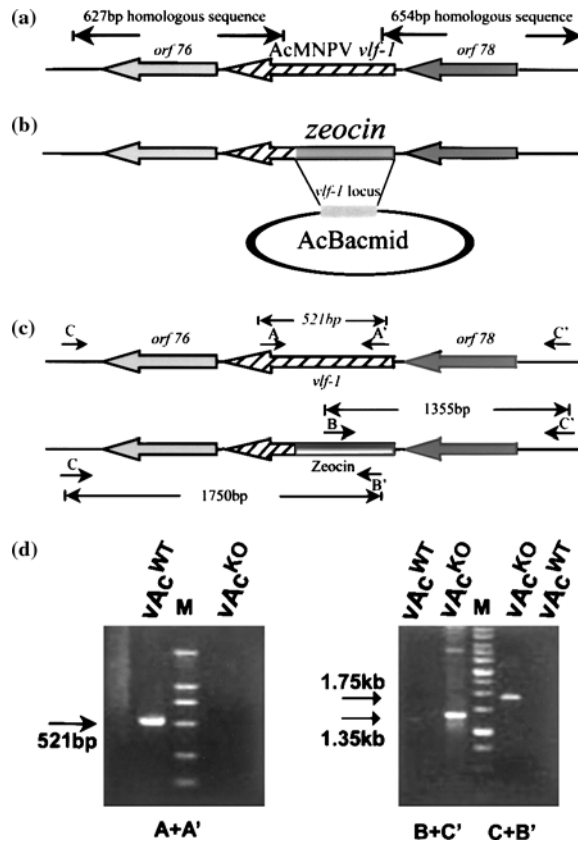 (a)
627bp homologous sequence
654bp homologous sequence
orf 76
AcMNPV vlf-1
orf 78
(b)
zeocin
vlf-1 locus
AcBacmid
(c)
C
orf 76
A
521bp
A'
orf 78
C'
vlf-1
1355bp
B
C'
C
Zeocin
B'
1750bp
(d)
vAcWT
M
vAcKO
521bp
A+A'
vAcWT
vAcKO
M
vAcKO
vAcWT
1.75kb
1.35kb
B+C'
C+B'